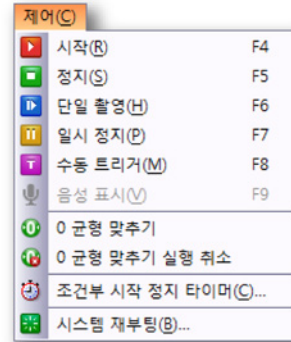 제어(C)
시작(R) F4
정지(S) F5
단일 촬영(H) F6
일시 정지(P) F7
수동 트리거(M) F8
음성 표시(V) F9
0 균형 맞추기
0 균형 맞추기 실행 취소
조건부 시작 정지 타이머(C)...
시스템 재부팅(B)...